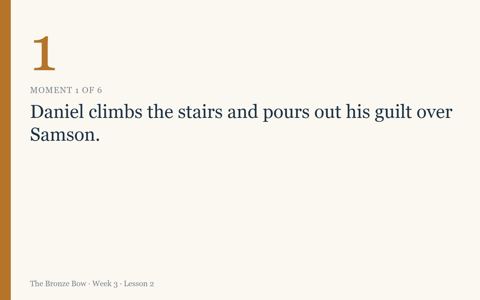 1
MOMENT 1 OF 6
Daniel climbs the stairs and pours out his guilt over
Samson.
The Bronze Bow · Week 3 · Lesson 2